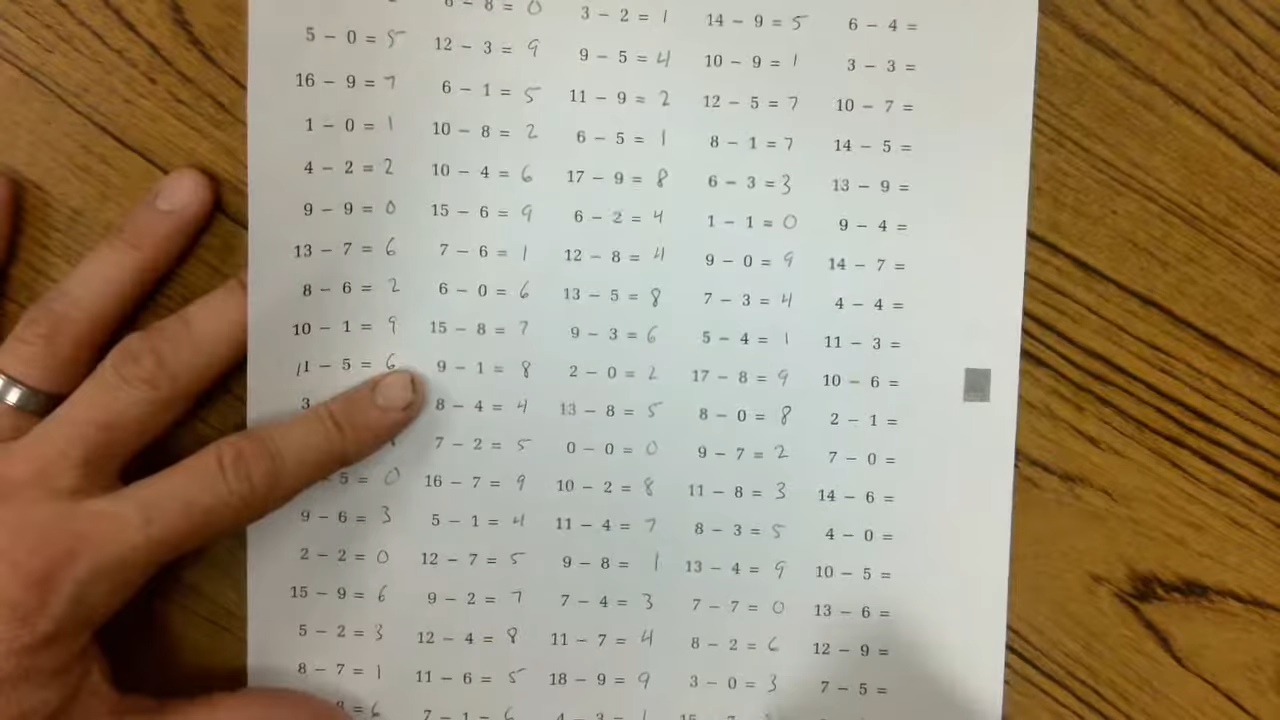 8 = 0 3 - 2 = 1 14 - 9 = 5 6 - 4 =
5 - 0 = 5 12 - 3 = 9 9 - 5 = 4 10 - 9 = 1 3 - 3 =
16 - 9 = 7 6 - 1 = 5 11 - 9 = 2 12 - 5 = 7 10 - 7 =
1 - 0 = 1 10 - 8 = 2 6 - 5 = 1 8 - 1 = 7 14 - 5 =
4 - 2 = 2 10 - 4 = 6 17 - 9 = 8 6 - 3 = 3 13 - 9 =
9 - 9 = 0 15 - 6 = 9 6 - 2 = 4 1 - 1 = 0 9 - 4 =
13 - 7 = 6 7 - 6 = 1 12 - 8 = 4 9 - 0 = 9 14 - 7 =
8 - 6 = 2 6 - 0 = 6 13 - 5 = 8 7 - 3 = 4 4 - 4 =
10 - 1 = 9 15 - 8 = 7 9 - 3 = 6 5 - 4 = 1 11 - 3 =
11 - 5 = 6 9 - 1 = 8 2 - 0 = 2 17 - 8 = 9 10 - 6 =
3 8 - 4 = 4 13 - 8 = 5 8 - 0 = 8 2 - 1 =
7 - 2 = 5 0 - 0 = 0 9 - 7 = 2 7 - 0 =
5 = 0 16 - 7 = 9 10 - 2 = 8 11 - 8 = 3 14 - 6 =
9 - 6 = 3 5 - 1 = 4 11 - 4 = 7 8 - 3 = 5 4 - 0 =
2 - 2 = 0 12 - 7 = 5 9 - 8 = 1 13 - 4 = 9 10 - 5 =
15 - 9 = 6 9 - 2 = 7 7 - 4 = 3 7 - 7 = 0 13 - 6 =
5 - 2 = 3 12 - 4 = 8 11 - 7 = 4 8 - 2 = 6 12 - 9 =
8 - 7 = 1 11 - 6 = 5 18 - 9 = 9 3 - 0 = 3 7 - 5 =
8 = 6 7 - 1 = 6